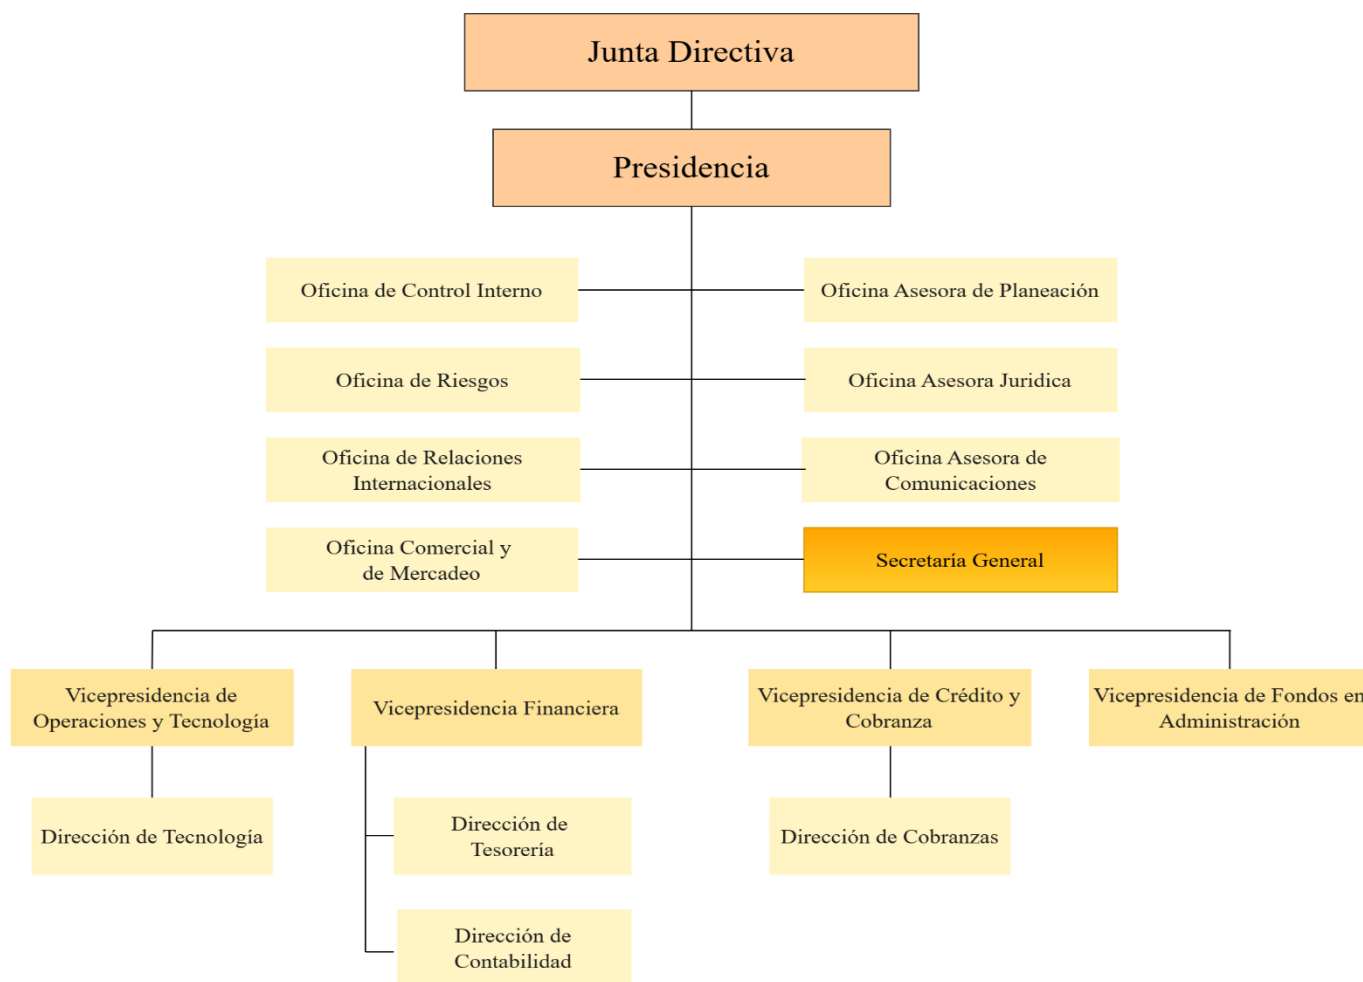 Junta Directiva
Presidencia
Oficina de Control Interno
Oficina Asesora de Planeación
Oficina de Riesgos
Oficina Asesora Juridica
Oficina de Relaciones
Internacionales
Oficina Asesora de
Comunicaciones
Oficina Comercial y
de Mercadeo
Secretaría General
Vicepresidencia de
Operaciones y Tecnología
Vicepresidencia Financiera
Vicepresidencia de Crédito y
Cobranza
Vicepresidencia de Fondos en
Administración
Dirección de Tecnología
Dirección de
Tesorería
Dirección de Cobranzas
Dirección de
Contabilidad